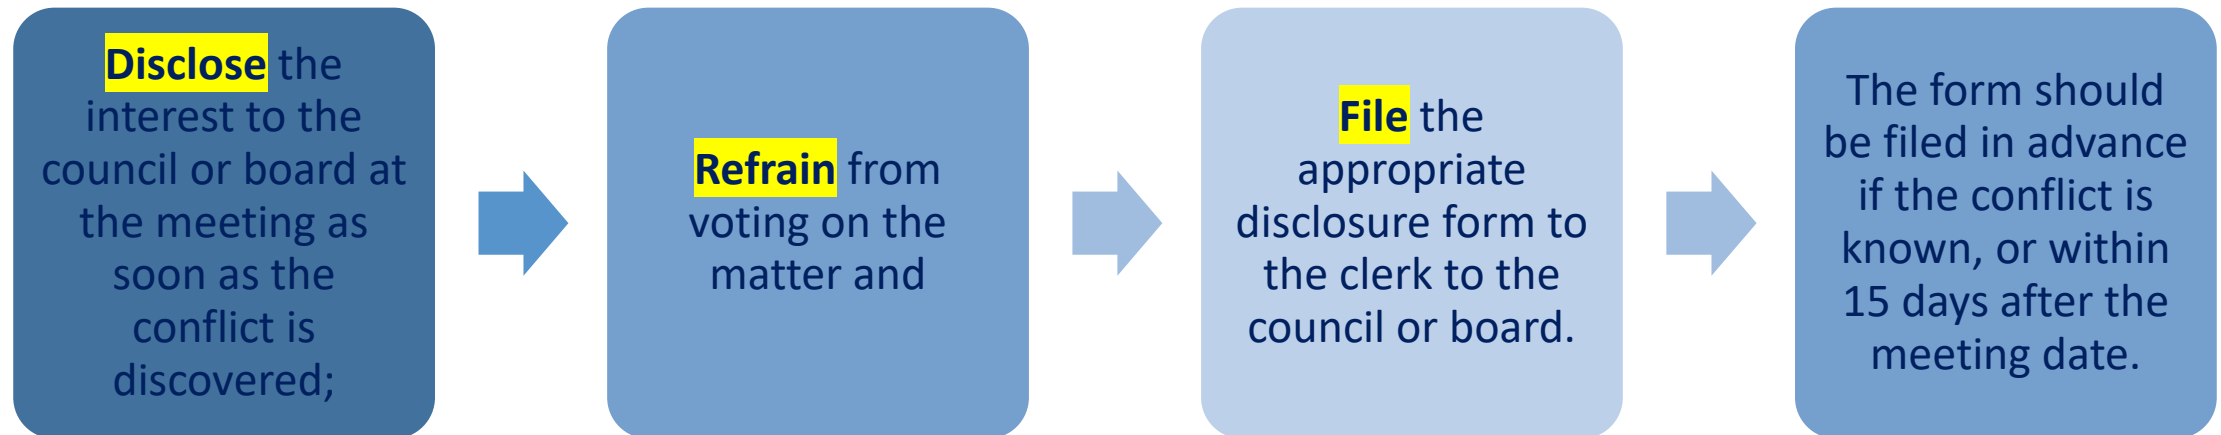 Disclose the
interest to the
council or board at
the meeting as
soon as the
conflict is
discovered;
Refrain from
voting on the
matter and
File the
appropriate
disclosure form to
the clerk to the
council or board.
The form should
be filed in advance
if the conflict is
known, or within
15 days after the
meeting date.